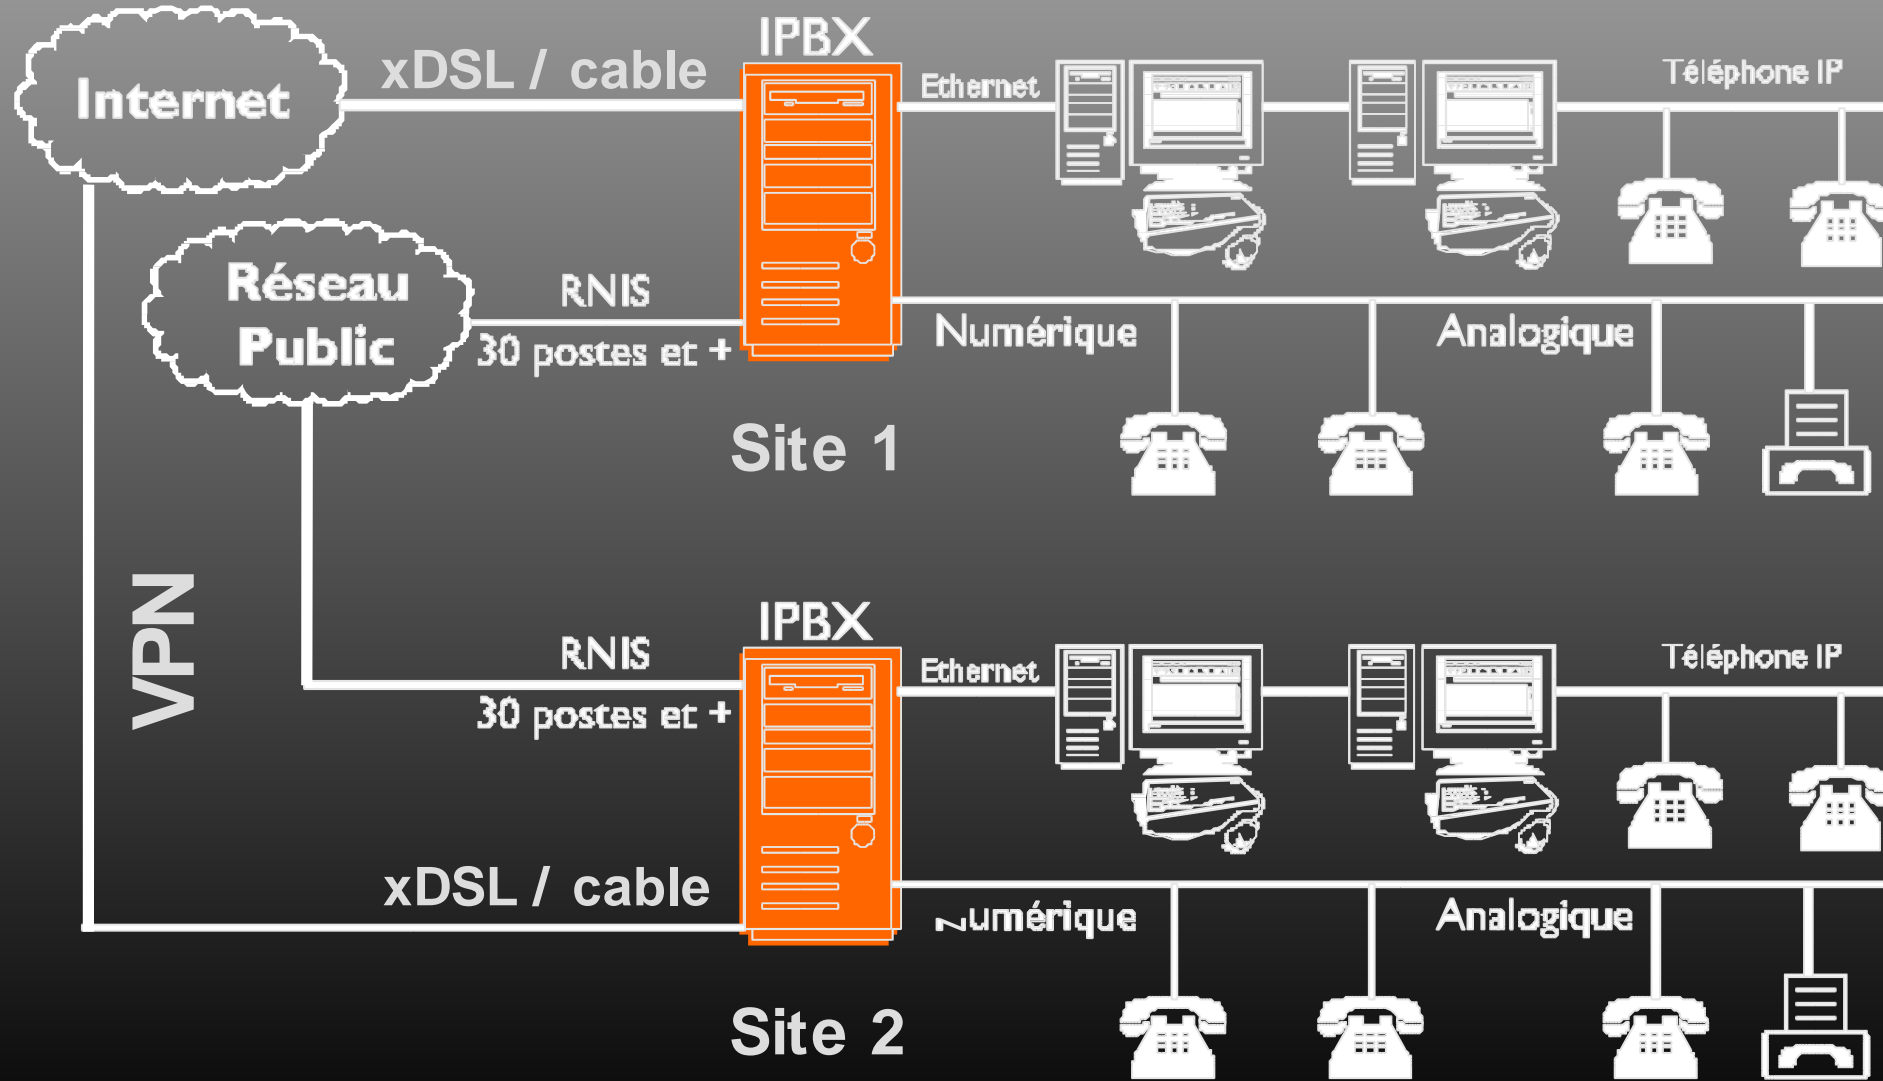 Internet
xDSL / cable
IPBX
Ethernet
Téléphone IP
Réseau
Public
RNIS
30 postes et +
Numérique
Analogique
Site 1
VPN
IPBX
RNIS
30 postes et +
Ethernet
Téléphone IP
xDSL / cable
Numérique
Analogique
Site 2